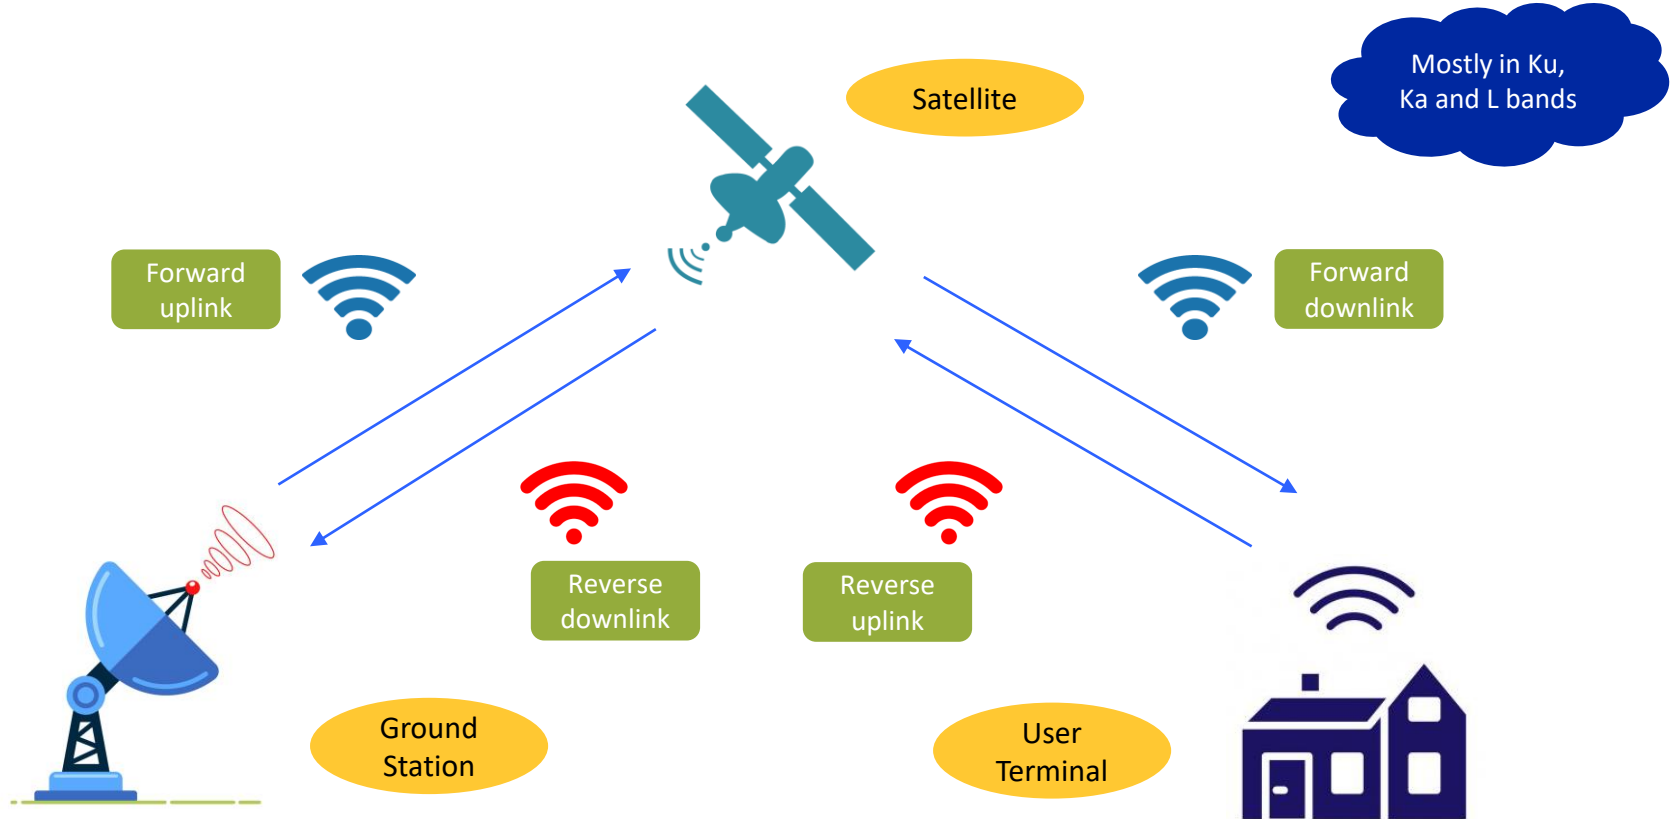 Satellite
Mostly in Ku,
Ka and L bands
Forward
uplink
Forward
downlink
Reverse
downlink
Reverse
uplink
Ground
Station
User
Terminal